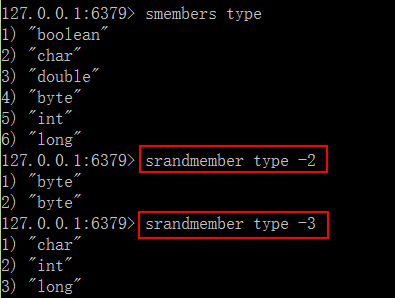 127.0.0.1:6379> smembers type
1) "boolean"
2) "char"
3) "double"
4) "byte"
5) "int"
6) "long"
127.0.0.1:6379> srandmember type -2
1) "byte"
2) "byte"
127.0.0.1:6379> srandmember type -3
1) "char"
2) "int"
3) "long"